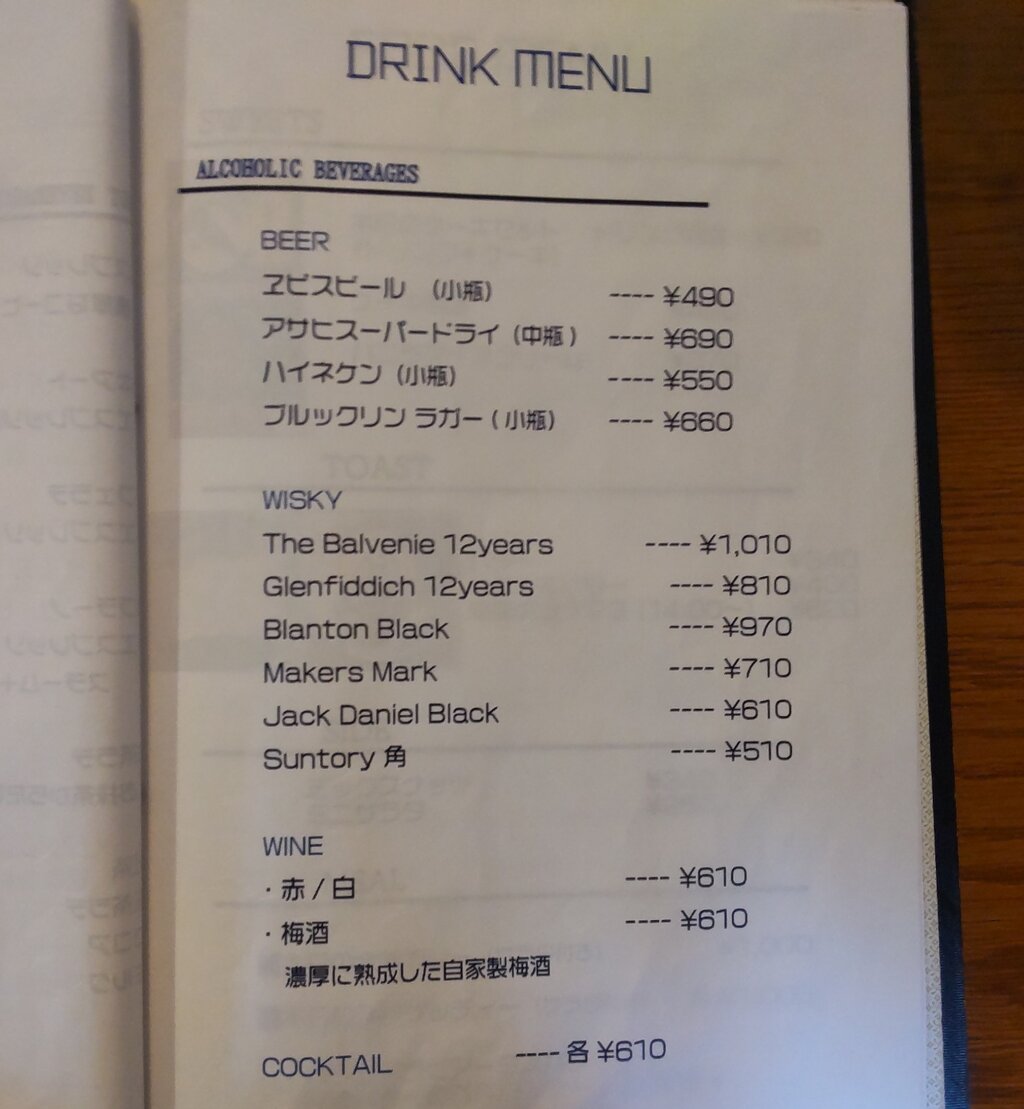 DRINK MENU
ALCOHOLIC BEVERAGES
BEER
ヱビスビール (小瓶) ---- ¥490
アサヒスーパードライ (中瓶) ---- ¥690
ハイネケン (小瓶) ---- ¥550
ブルックリン ラガー (小瓶) ---- ¥660
WISKY
The Balvenie 12years ---- ¥1,010
Glenfiddich 12years ---- ¥810
Blanton Black ---- ¥970
Makers Mark ---- ¥710
Jack Daniel Black ---- ¥610
Suntory 角 ---- ¥510
WINE
・赤 / 白 ---- ¥610
・梅酒 ---- ¥610
濃厚に熟成した自家製梅酒
COCKTAIL ---- 各 ¥610